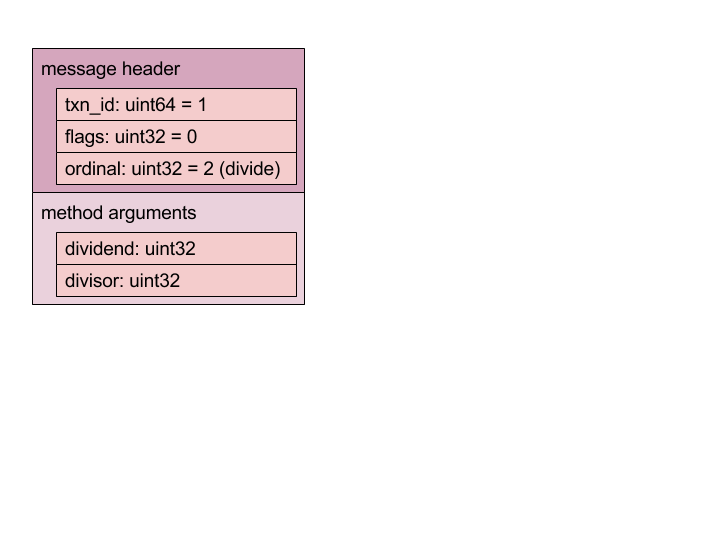 message header
txn_id: uint64 = 1
flags: uint32 = 0
ordinal: uint32 = 2 (divide)
method arguments
dividend: uint32
divisor: uint32